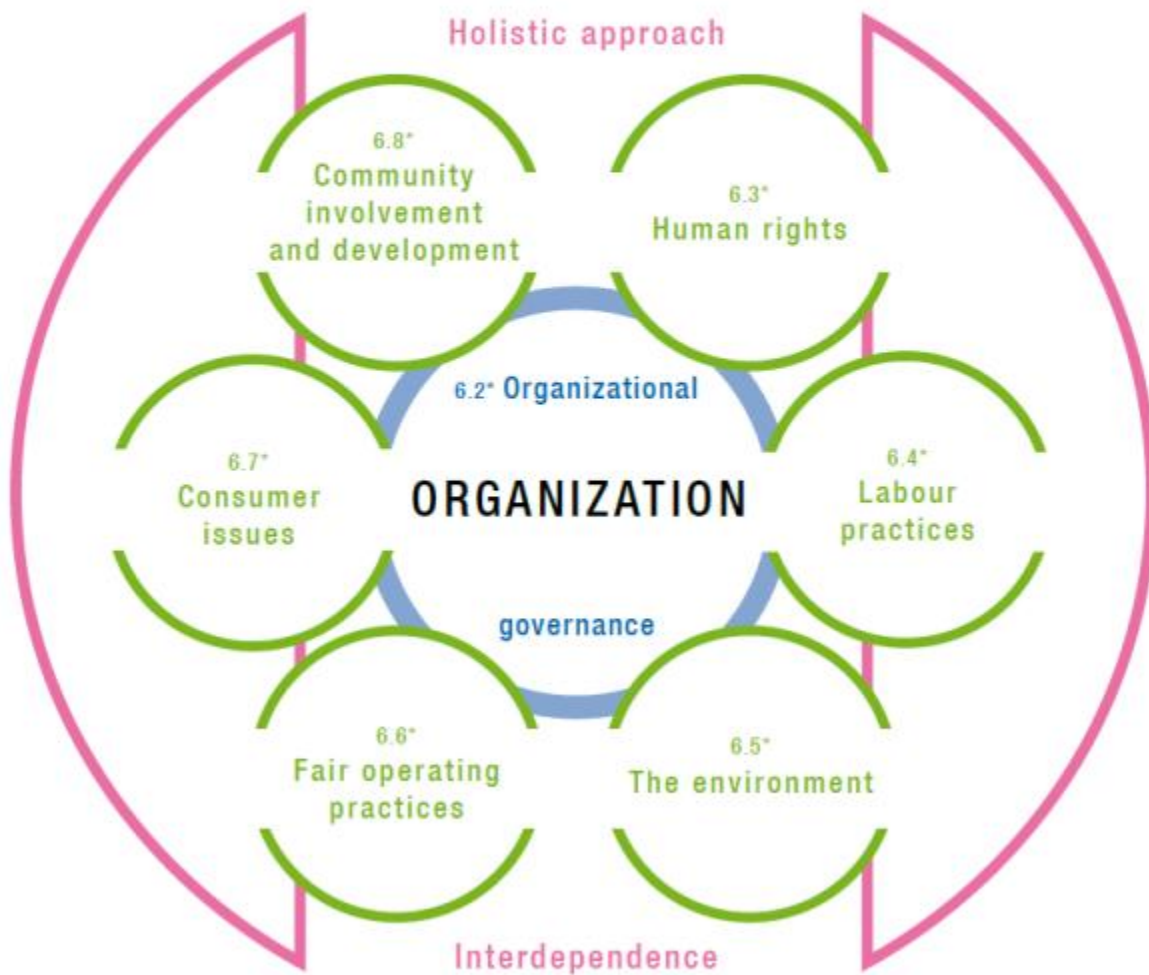 Holistic approach
6.8*
Community
involvement
and development
6.3*
Human rights
6.2* Organizational
6.7*
Consumer
issues
ORGANIZATION
6.4*
Labour
practices
governance
6.6*
Fair operating
practices
6.5*
The environment
Interdependence